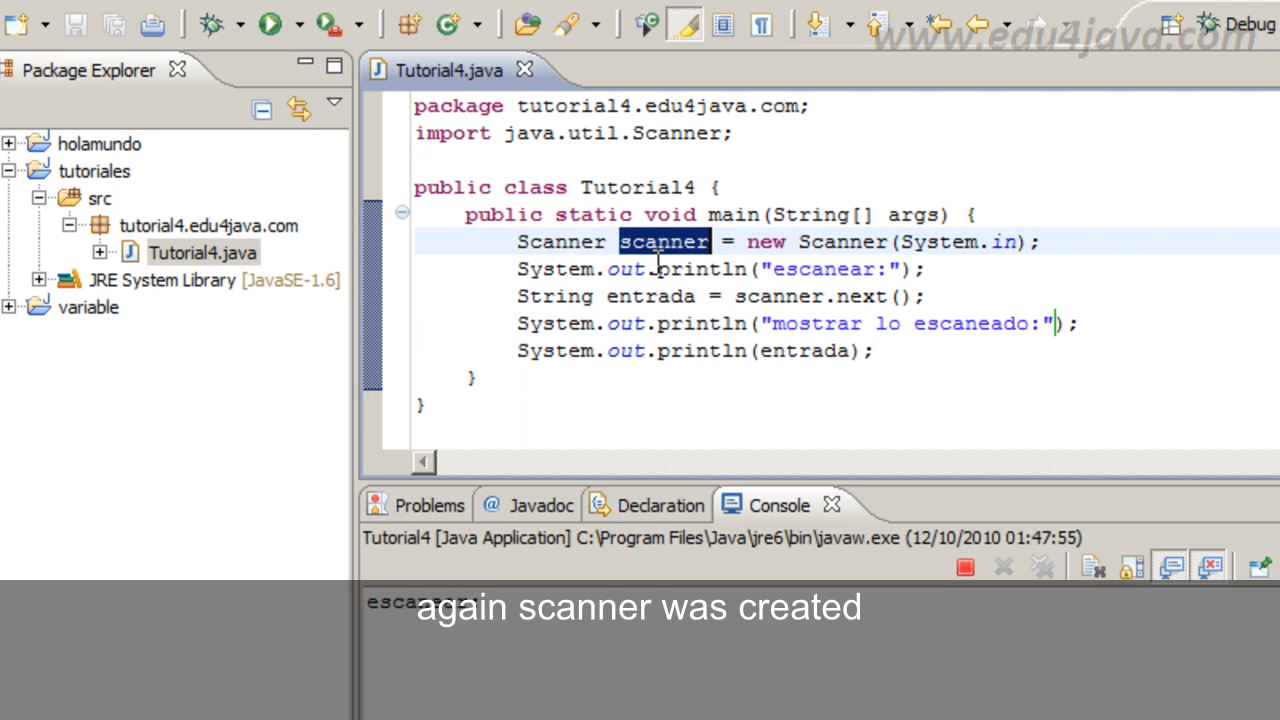 www.edu4java.com
Debug
Package Explorer
Tutorial4.java
holamundo
tutoriales
src
tutorial4.edu4java.com
Tutorial4.java
JRE System Library [JavaSE-1.6]
variable
package tutorial4.edu4java.com;
import java.util.Scanner;
public class Tutorial4 {
public static void main(String[] args) {
Scanner scanner = new Scanner(System.in);
System.out.println("escanear:");
String entrada = scanner.next();
System.out.println("mostrar lo escaneado:");
System.out.println(entrada);
}
}
Problems @ Javadoc Declaration Console
Tutorial4 [Java Application] C:\Program Files\Java\jre6\bin\javaw.exe (12/10/2010 01:47:55)
escanear:
again scanner was created